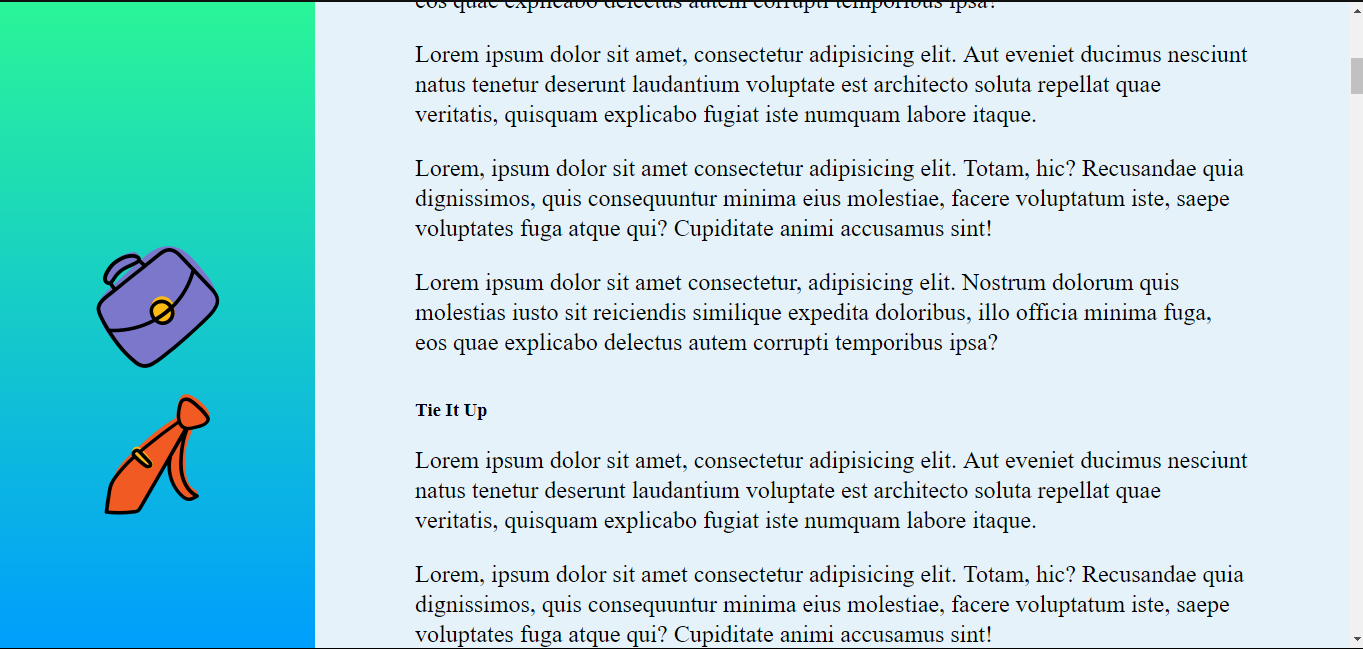 eos quae explicabo delectus autem corrupti temporibus ipsa?
Lorem ipsum dolor sit amet, consectetur adipisicing elit. Aut eveniet ducimus nesciunt
natus tenetur deserunt laudantium voluptate est architecto soluta repellat quae
veritatis, quisquam explicabo fugiat iste numquam labore itaque.
Lorem, ipsum dolor sit amet consectetur adipisicing elit. Totam, hic? Recusandae quia
dignissimos, quis consequuntur minima eius molestiae, facere voluptatum iste, saepe
voluptates fuga atque qui? Cupiditate animi accusamus sint!
Lorem ipsum dolor sit amet consectetur, adipisicing elit. Nostrum dolorum quis
molestias iusto sit reiciendis similique expedita doloribus, illo officia minima fuga,
eos quae explicabo delectus autem corrupti temporibus ipsa?
Tie It Up
Lorem ipsum dolor sit amet, consectetur adipisicing elit. Aut eveniet ducimus nesciunt
natus tenetur deserunt laudantium voluptate est architecto soluta repellat quae
veritatis, quisquam explicabo fugiat iste numquam labore itaque.
Lorem, ipsum dolor sit amet consectetur adipisicing elit. Totam, hic? Recusandae quia
dignissimos, quis consequuntur minima eius molestiae, facere voluptatum iste, saepe
voluptates fuga atque qui? Cupiditate animi accusamus sint!